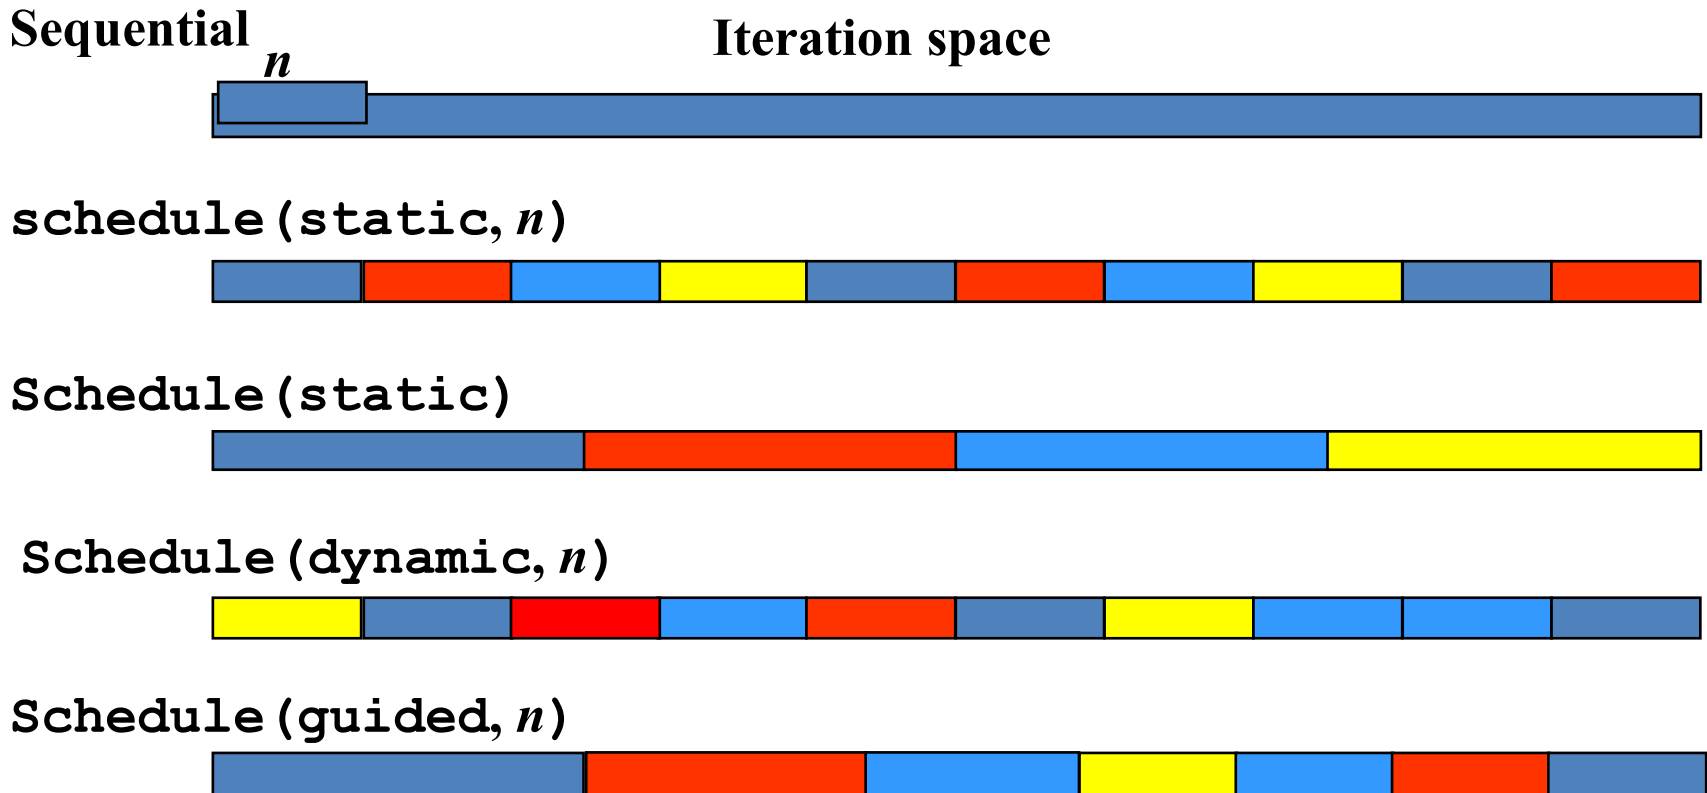 Sequential
Iteration space
n
schedule(static, n)
Schedule(static)
Schedule(dynamic, n)
Schedule(guided, n)